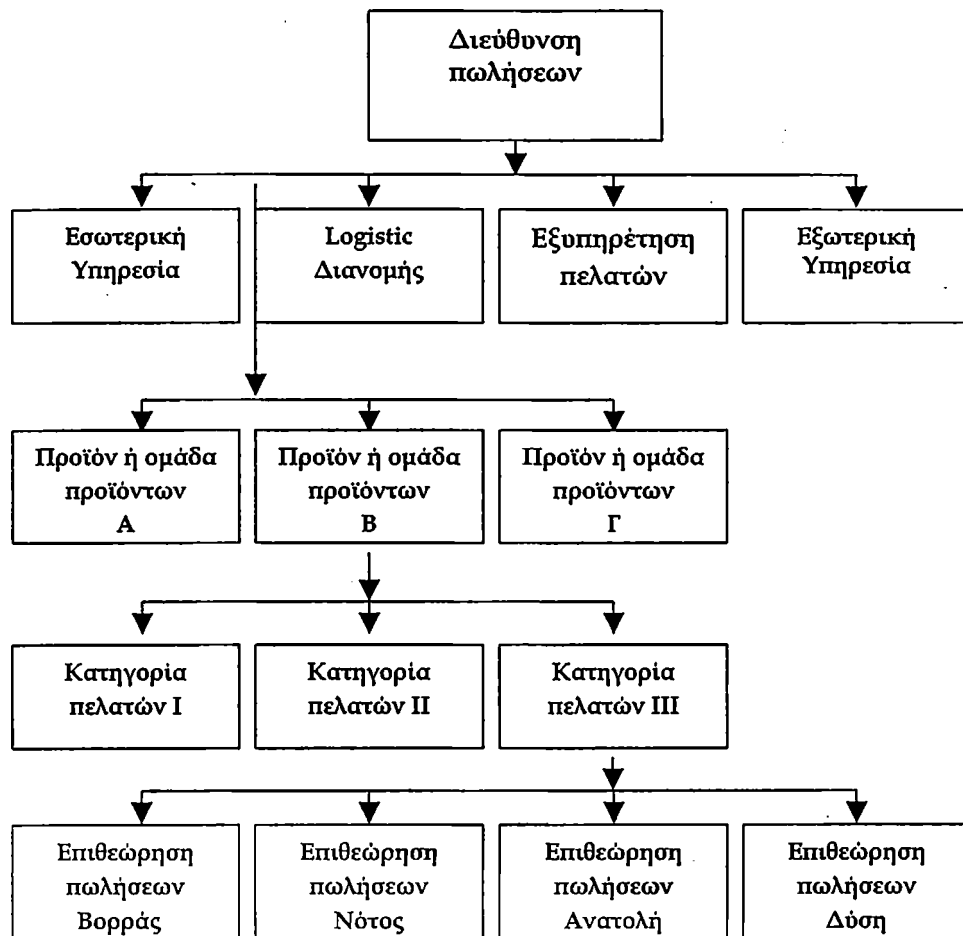 Διεύθυνση
πωλήσεων
Εσωτερική
Υπηρεσία
Logistic
Διανομής
Εξυπηρέτηση
πελατών
Εξωτερική
Υπηρεσία
Προϊόν ή ομάδα
προϊόντων
Α
Προϊόν ή ομάδα
προϊόντων
Β
Προϊόν ή ομάδα
προϊόντων
Γ
Κατηγορία
πελατών Ι
Κατηγορία
πελατών ΙΙ
Κατηγορία
πελατών ΙΙΙ
Επιθεώρηση
πωλήσεων
Βορράς
Επιθεώρηση
πωλήσεων
Νότος
Επιθεώρηση
πωλήσεων
Ανατολή
Επιθεώρηση
πωλήσεων
Δύση